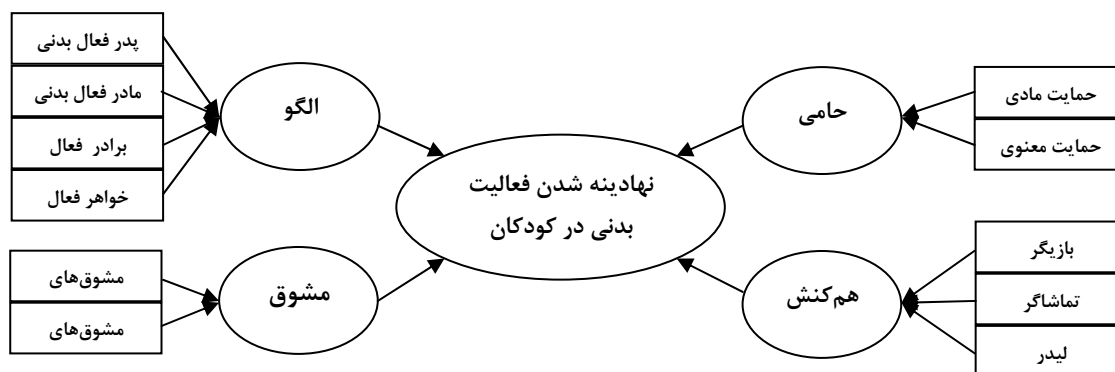 پدر فعال بدنی
مادر فعال بدنی
برادر فعال
خواهر فعال
الگو
مشوق‌های
مشوق‌های
مشوق
نهادینه شدن فعالیت
بدنی در کودکان
حامی
حمایت مادی
حمایت معنوی
هم‌کنش
بازیگر
تماشاگر
لیدر